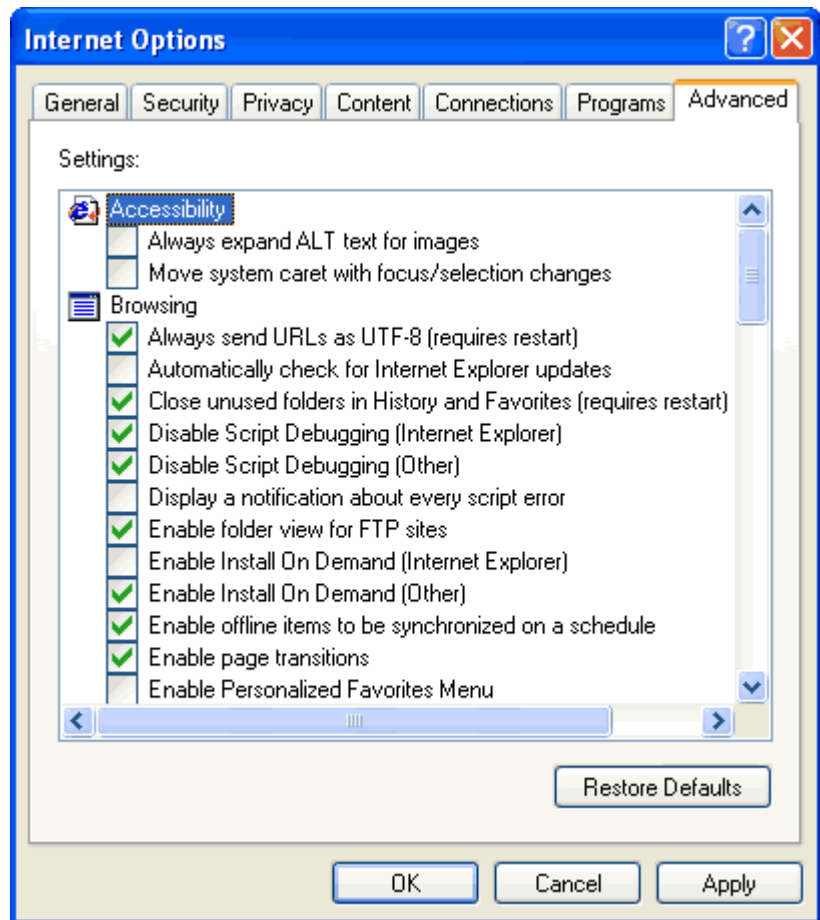 Internet Options
General Security Privacy Content Connections Programs Advanced
Settings:
Accessibility
Always expand ALT text for images
Move system caret with focus/selection changes
Browsing
Always send URLs as UTF-8 (requires restart)
Automatically check for Internet Explorer updates
Close unused folders in History and Favorites (requires restart)
Disable Script Debugging (Internet Explorer)
Disable Script Debugging (Other)
Display a notification about every script error
Enable folder view for FTP sites
Enable Install On Demand (Internet Explorer)
Enable Install On Demand (Other)
Enable offline items to be synchronized on a schedule
Enable page transitions
Enable Personalized Favorites Menu
Restore Defaults
OK Cancel Apply